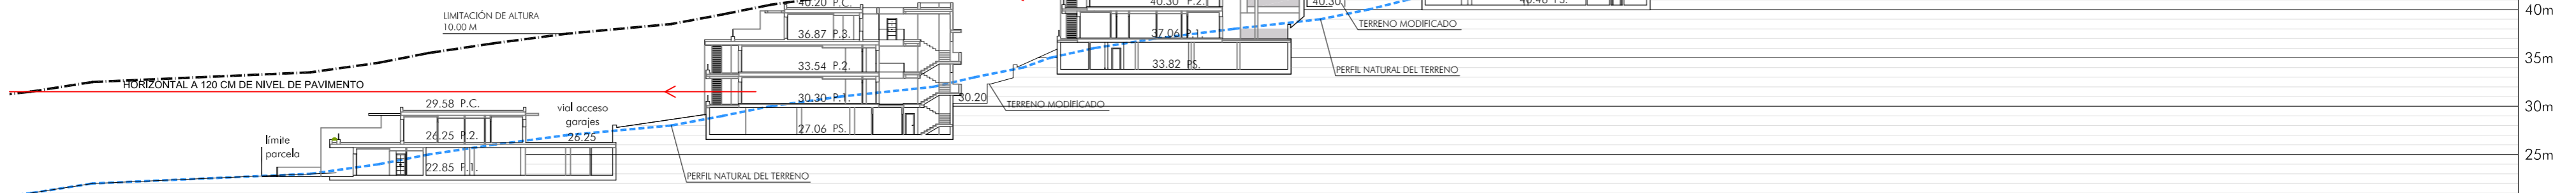 40.20 P.C.
40.30 P.2.
40.30
40.40 PS.
40m
LIMITACIÓN DE ALTURA
10.00 M
TERRENO MODIFICADO
36.87 P.3.
37.06 P.1.
33.54 P.2.
33.82 PS.
35m
PERFIL NATURAL DEL TERRENO
HORIZONTAL A 120 CM DE NIVEL DE PAVIMENTO
30.30 P.1.
30.20
TERRENO MODIFICADO
30m
29.58 P.C.
vial acceso
garajes
26.25 P.2.
26.25
27.06 PS.
límite
parcela
22.85 P.1.
25m
PERFIL NATURAL DEL TERRENO